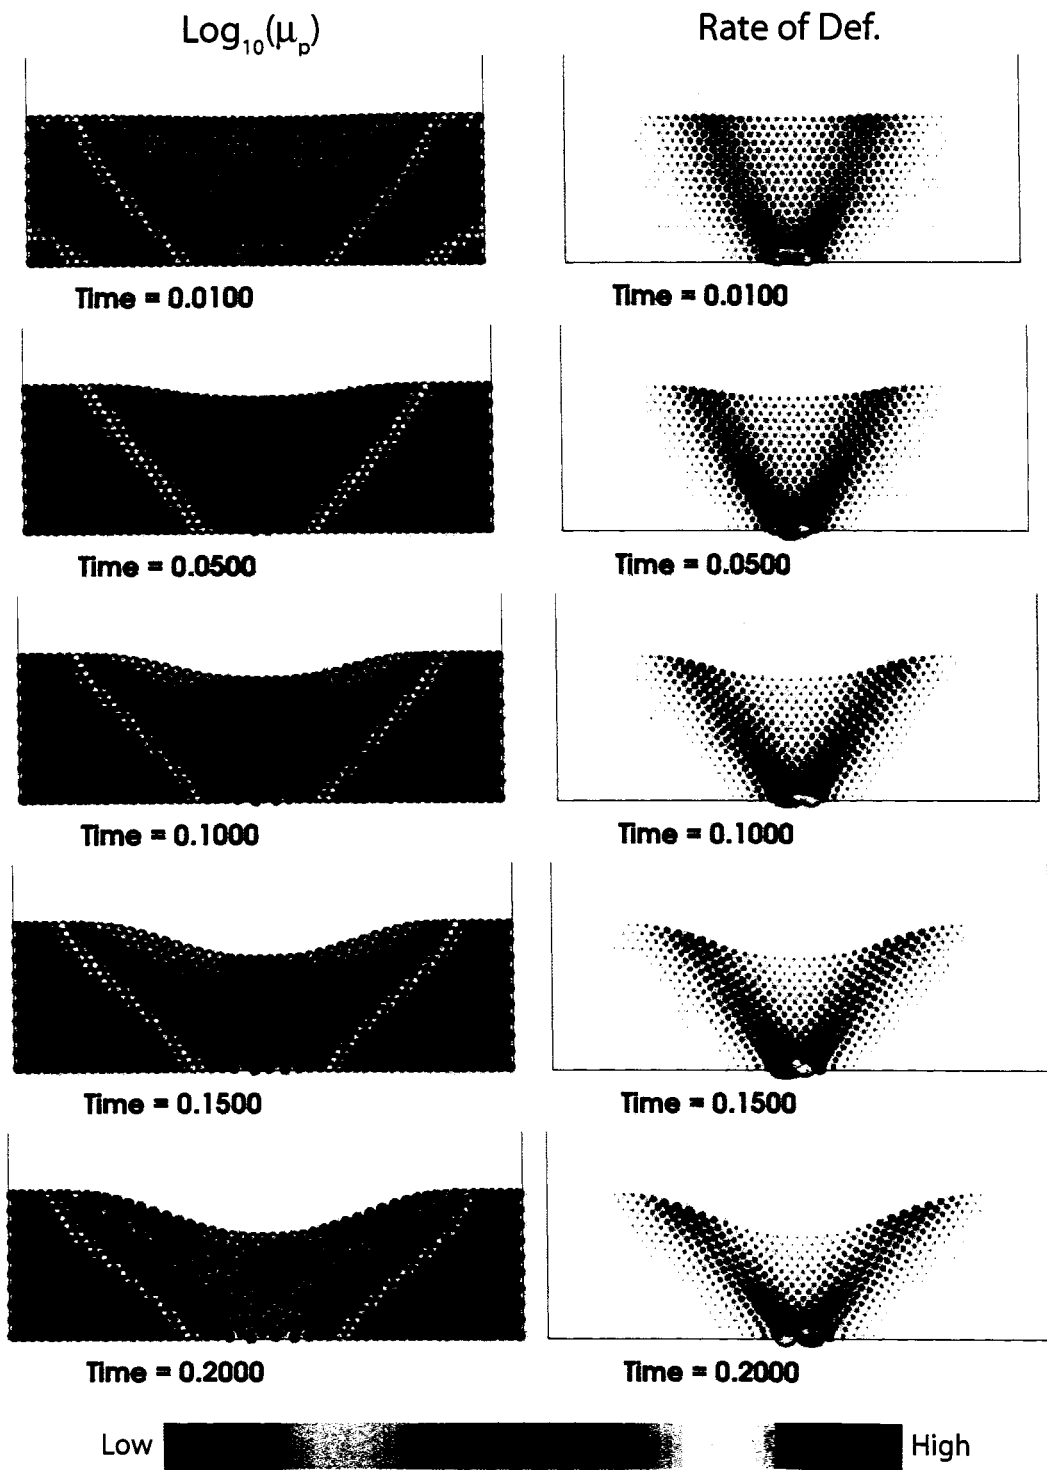 Log₁₀(μₚ) Rate of Def.
Time = 0.0100 Time = 0.0100
Time = 0.0500 Time = 0.0500
Time = 0.1000 Time = 0.1000
Time = 0.1500 Time = 0.1500
Time = 0.2000 Time = 0.2000
Low High